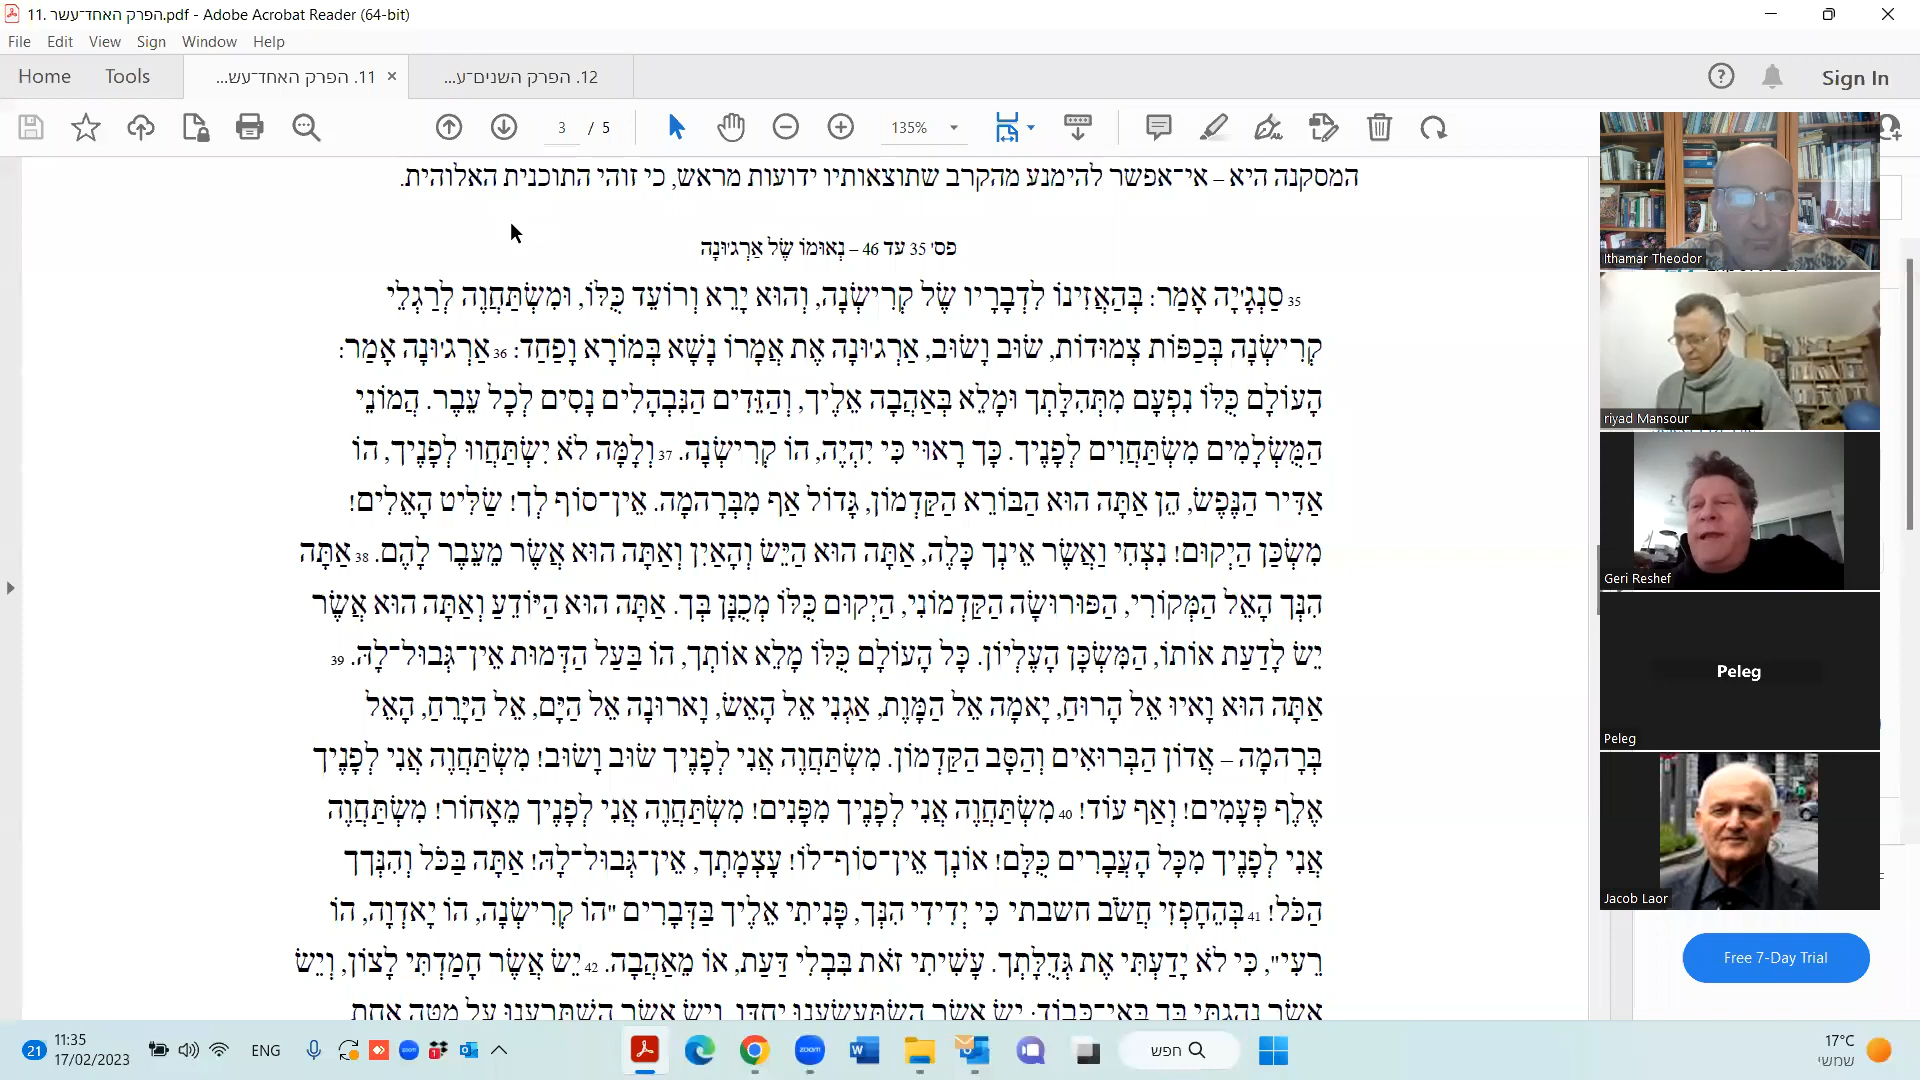 הפרק האחד־עשר .11.pdf - Adobe Acrobat Reader (64-bit)
File Edit View Sign Window Help
Home Tools
11. הפרק האחד־עש...
12. הפרק השנים־ע...
Sign In
3 / 5
135%
המסקנה היא – אי־אפשר להימנע מהקרב שתוצאותיו ידועות מראש, כי זוהי התוכנית האלוהית.
פס' 35 עד 46 – נְאוּמוֹ שֶׁל אַרְג'וּנָה
35 סַנְגַ'יָה אָמַר: בְּהַאֲזִינוֹ לִדְבָרָיו שֶׁל קְרִישְׁנָה, וְהוּא יָרֵא וְרוֹעֵד כֻּלּוֹ, וּמִשְׁתַּחֲוֶה לְרַגְלֵי
קְרִישְׁנָה בְּכַפּוֹת צְמוּדוֹת, שׁוּב וָשׁוּב, אַרְג'וּנָה אֶת אֲמָרוֹ נָשָׁא בְּמוֹרָא וָפַחַד: 36 אַרְג'וּנָה אָמַר:
הָעוֹלָם כֻּלּוֹ נִפְעָם מִתְּהִלָּתְךָ וּמָלֵא בְּאַהֲבָה אֵלֶיךָ, וְהַזֵּדִים הַנִּבְהָלִים נָסִים לְכָל עֵבֶר. הֲמוֹנֵי
הַמֻּשְׁלָמִים מִשְׁתַּחֲוִים לְפָנֶיךָ. כָּךְ רָאוּי כִּי יִהְיֶה, הוֹ קְרִישְׁנָה. 37 וְלָמָּה לֹא יִשְׁתַּחֲווּ לְפָנֶיךָ, הוֹ
אַדִּיר הַנֶּפֶשׁ, הֵן אַתָּה הוּא הַבּוֹרֵא הַקַּדְמוֹן, גָּדוֹל אַף מִבְּרָהמָה. אֵין־סוֹף לְךָ! שַׁלִּיט הָאֵלִים!
מִשְׁכַּן הַיְקוּם! נִצְחִי וַאֲשֶׁר אֵינְךָ כָּלֶה, אַתָּה הוּא הַיֵּשׁ וְהָאַיִן וְאַתָּה הוּא אֲשֶׁר מֵעֵבֶר לָהֶם. 38 אַתָּה
הִנְּךָ הָאֵל הַמְּקוֹרִי, הַפּוּרוּשָׁה הַקַּדְמוֹנִי, הַיְקוּם כֻּלּוֹ מְכֻנָּן בְּךָ. אַתָּה הוּא הַיּוֹדֵעַ וְאַתָּה הוּא אֲשֶׁר
יֵשׁ לָדַעַת אוֹתוֹ, הַמִּשְׁכָּן הָעֶלְיוֹן. כָּל הָעוֹלָם כֻּלּוֹ מָלֵא אוֹתְךָ, הוֹ בַּעַל הַדְּמוּת אֵין־גְּבוּל־לָהּ. 39
אַתָּה הוּא וָאיוּ אֵל הָרוּחַ, יָאמָה אֵל הַמָּוֶת, אַגְנִי אֵל הָאֵשׁ, וָארוּנָה אֵל הַיָּם, אֵל הַיָּרֵחַ, הָאֵל
בְּרָהמָה – אֲדוֹן הַבְּרוּאִים וְהַסָּב הַקַּדְמוֹן. מִשְׁתַּחֲוֶה אֲנִי לְפָנֶיךָ שׁוּב וָשׁוּב! מִשְׁתַּחֲוֶה אֲנִי לְפָנֶיךָ
אֶלֶף פְּעָמִים! וְאַף עוֹד! 40 מִשְׁתַּחֲוֶה אֲנִי לְפָנֶיךָ מִפָּנִים! מִשְׁתַּחֲוֶה אֲנִי לְפָנֶיךָ מֵאָחוֹר! מִשְׁתַּחֲוֶה
אֲנִי לְפָנֶיךָ מִכָּל הָעֲבָרִים כֻּלָּם! אוֹנְךָ אֵין־סוֹף־לוֹ! עָצְמָתְךָ, אֵין־גְּבוּל־לָהּ! אַתָּה בַּכֹּל וְהִנְּךָ
הַכֹּל! 41 בְּהֵחָפְזִי חָשֹׁב חשבתי כִּי יְדִידִי הִנְּךָ, פָּנִיתִי אֵלֶיךָ בַּדְּבָרִים "הוֹ קְרִישְׁנָה, הוֹ יָאדָוָה, הוֹ
רֵעִי", כִּי לֹא יָדַעְתִּי אֶת גְּדֻלָּתְךָ. עָשִׂיתִי זֹאת בִּבְלִי דַּעַת, אוֹ מֵאַהֲבָה. 42 יֵשׁ אֲשֶׁר חָמַדְתִּי לָצוֹן, וְיֵשׁ
אֲשֶׁר נָהַגְתִּי בְּךָ בְּאִי־כָבוֹד; יֵשׁ אֲשֶׁר הִשְׁתַּעֲשַׁעְנוּ יַחְדָּו, וְיֵשׁ אֲשֶׁר הִשְׂתָּרַעְנוּ עַל מִטָּה אַחַת
Ithamar Theodor
riyad Mansour
Geri Reshef
Peleg
Peleg
Jacob Laor
Free 7-Day Trial
21
11:35
17/02/2023
ENG
zoom
zoom
חפש
17°C
שמשי